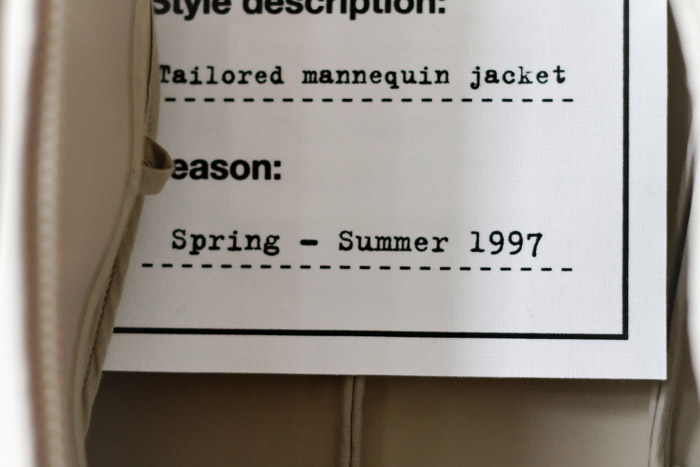 Style description:
Tailored mannequin jacket
eason:
Spring - Summer 1997